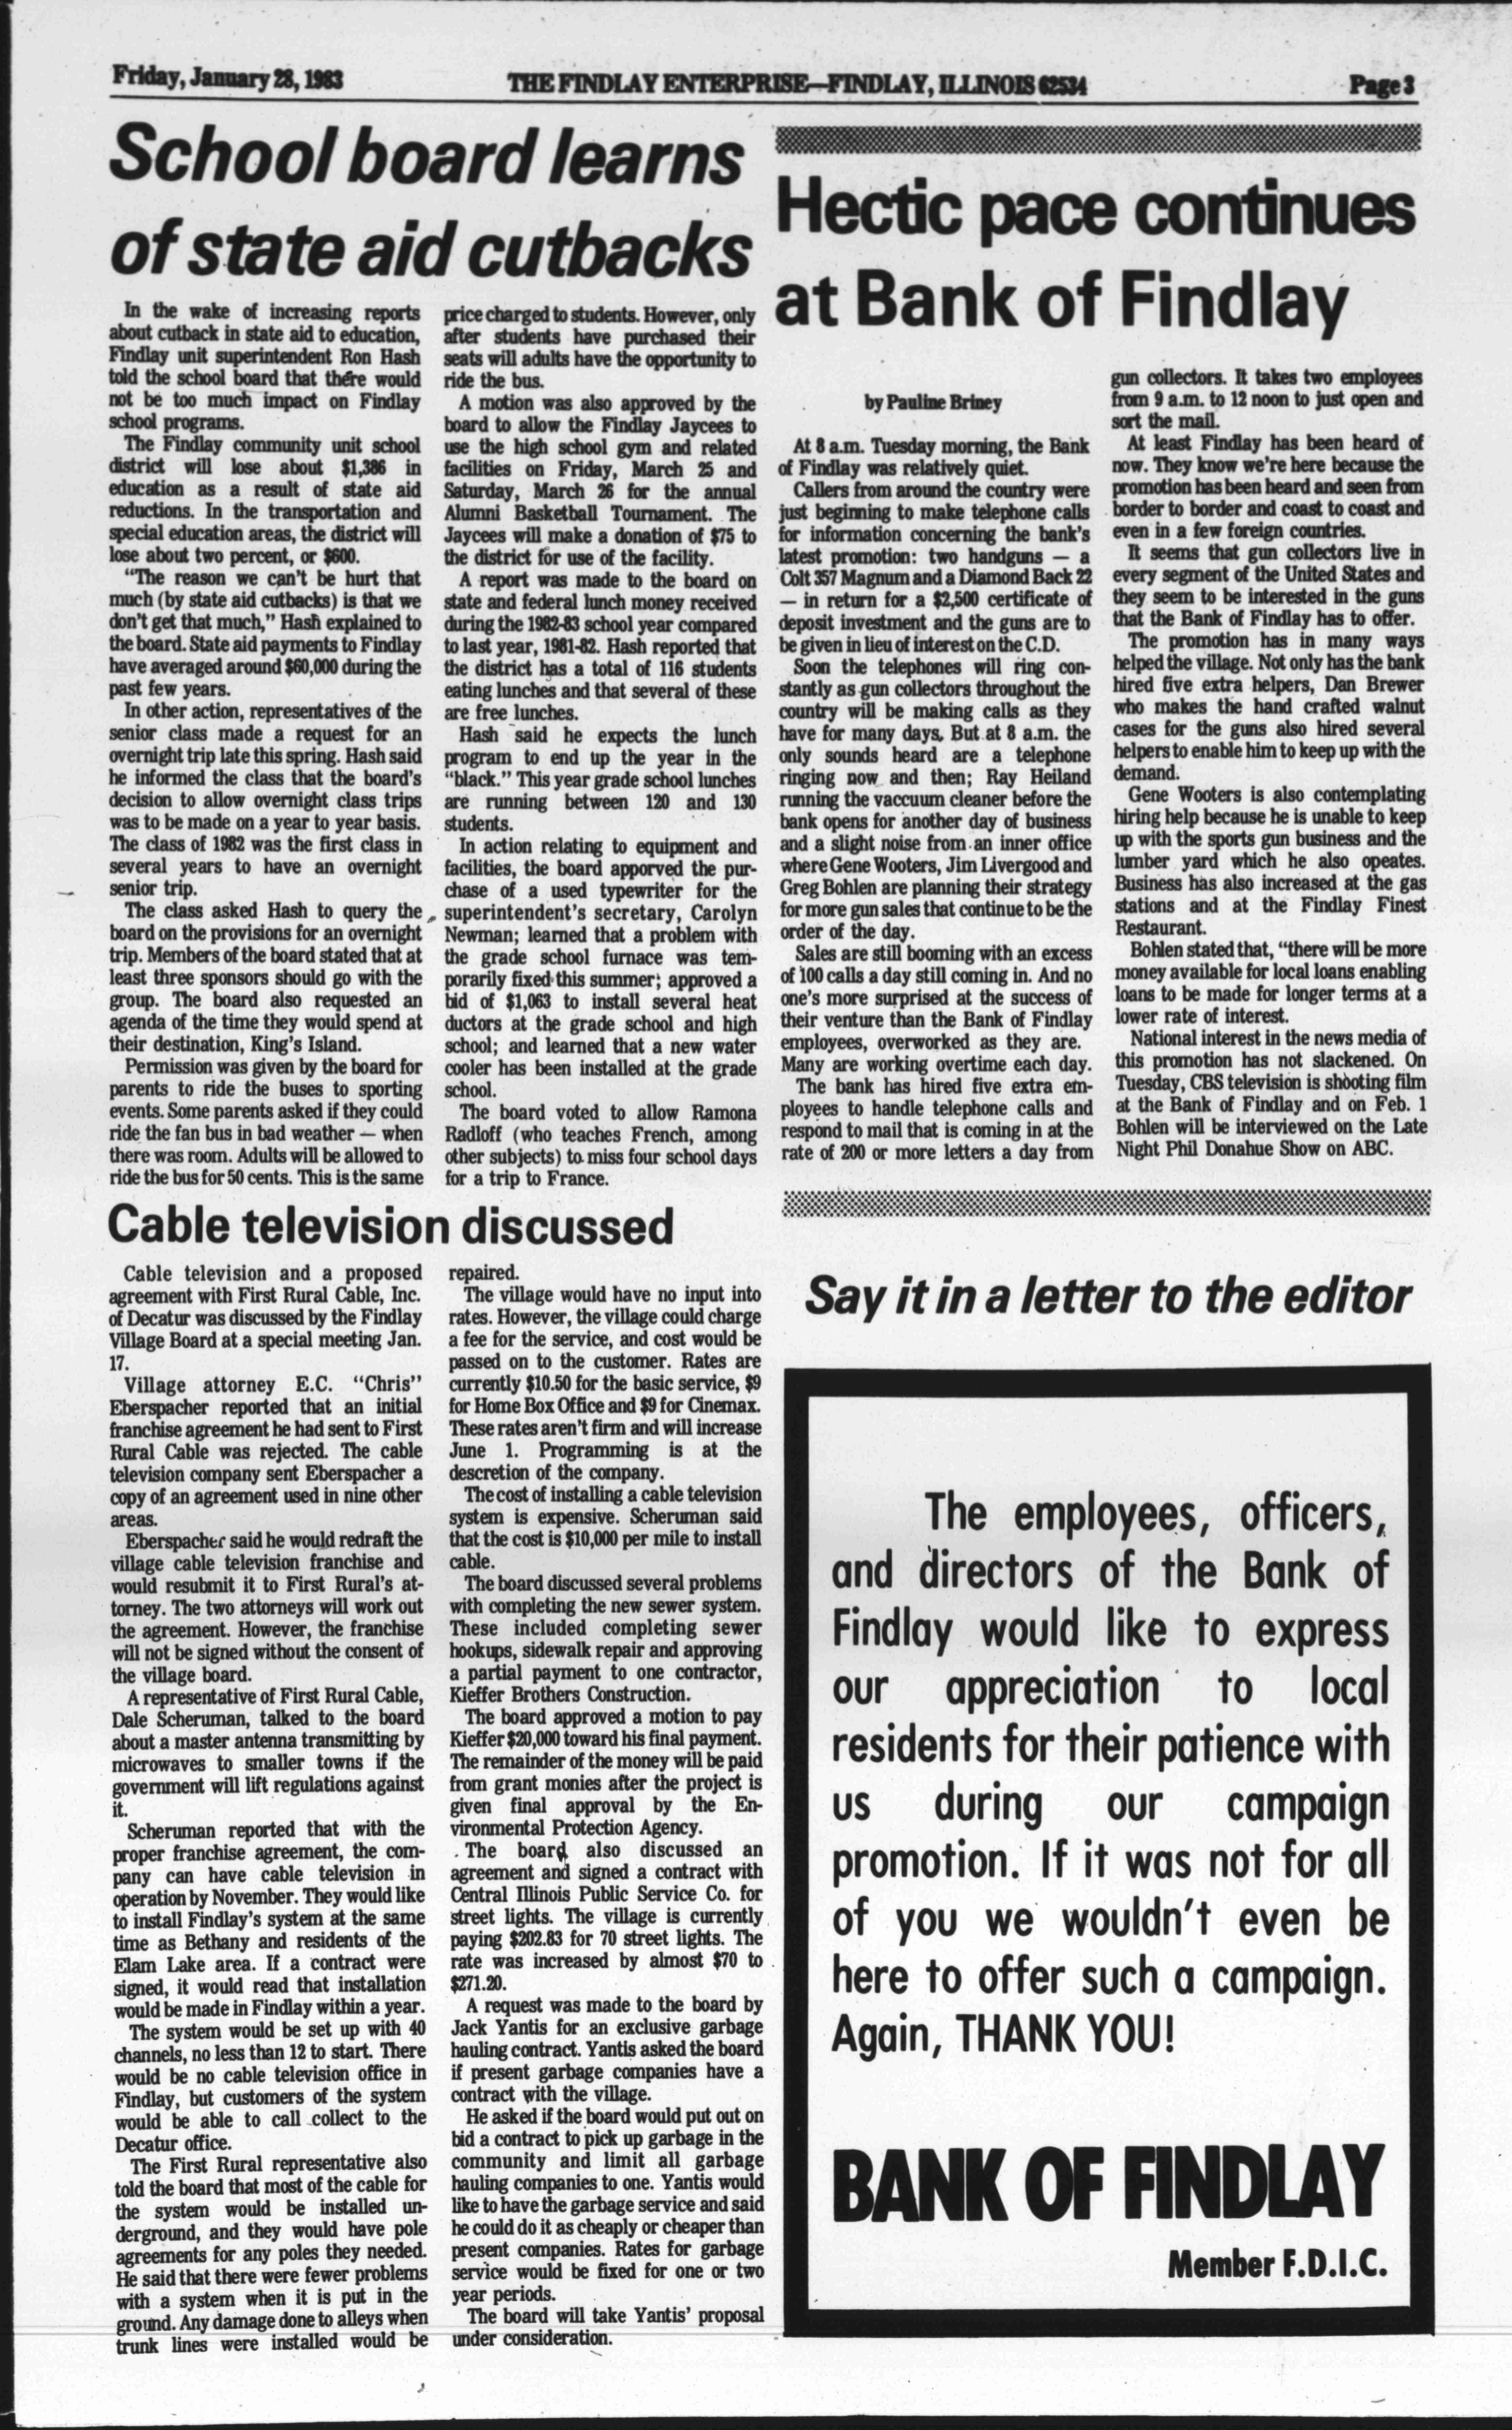 Friday, January 28, 1983
THE FINDLAY ENTERPRISE—FINDLAY, ILLINOIS 62534
Page 3
School board learns
of state aid cutbacks
In the wake of increasing reports
about cutback in state aid to education,
Findlay unit superintendent Ron Hash
told the school board that there would
not be too much impact on Findlay
school programs.
The Findlay community unit school
district will lose about $1,386 in
education as a result of state aid
reductions. In the transportation and
special education areas, the district will
lose about two percent, or $600.
"The reason we can't be hurt that
much (by state aid cutbacks) is that we
don't get that much," Hash explained to
the board. State aid payments to Findlay
have averaged around $60,000 during the
past few years.
In other action, representatives of the
senior class made a request for an
overnight trip late this spring. Hash said
he informed the class that the board's
decision to allow overnight class trips
was to be made on a year to year basis.
The class of 1982 was the first class in
several years to have an overnight
senior trip.
The class asked Hash to query the
board on the provisions for an overnight
trip. Members of the board stated that at
least three sponsors should go with the
group. The board also requested an
agenda of the time they would spend at
their destination, King's Island.
Permission was given by the board for
parents to ride the buses to sporting
events. Some parents asked if they could
ride the fan bus in bad weather — when
there was room. Adults will be allowed to
ride the bus for 50 cents. This is the same
price charged to students. However, only
after students have purchased their
seats will adults have the opportunity to
ride the bus.
A motion was also approved by the
board to allow the Findlay Jaycees to
use the high school gym and related
facilities on Friday, March 25 and
Saturday, March 26 for the annual
Alumni Basketball Tournament. The
Jaycees will make a donation of $75 to
the district for use of the facility.
A report was made to the board on
state and federal lunch money received
during the 1982-83 school year compared
to last year, 1981-82. Hash reported that
the district has a total of 116 students
eating lunches and that several of these
are free lunches.
Hash said he expects the lunch
program to end up the year in the
"black." This year grade school lunches
are running between 120 and 130
students.
In action relating to equipment and
facilities, the board apporved the pur-
chase of a used typewriter for the
superintendent's secretary, Carolyn
Newman; learned that a problem with
the grade school furnace was tem-
porarily fixed this summer; approved a
bid of $1,063 to install several heat
ductors at the grade school and high
school; and learned that a new water
cooler has been installed at the grade
school.
The board voted to allow Ramona
Radloff (who teaches French, among
other subjects) to miss four school days
for a trip to France.
Hectic pace continues
at Bank of Findlay
by Pauline Briney
At 8 a.m. Tuesday morning, the Bank
of Findlay was relatively quiet.
Callers from around the country were
just beginning to make telephone calls
for information concerning the bank's
latest promotion: two handguns — a
Colt 357 Magnum and a Diamond Back 22
— in return for a $2,500 certificate of
deposit investment and the guns are to
be given in lieu of interest on the C.D.
Soon the telephones will ring con-
stantly as gun collectors throughout the
country will be making calls as they
have for many days. But at 8 a.m. the
only sounds heard are a telephone
ringing now and then; Ray Heiland
running the vaccuum cleaner before the
bank opens for another day of business
and a slight noise from an inner office
where Gene Wooters, Jim Livergood and
Greg Bohlen are planning their strategy
for more gun sales that continue to be the
order of the day.
Sales are still booming with an excess
of 100 calls a day still coming in. And no
one's more surprised at the success of
their venture than the Bank of Findlay
employees, overworked as they are.
Many are working overtime each day.
The bank has hired five extra em-
ployees to handle telephone calls and
respond to mail that is coming in at the
rate of 200 or more letters a day from
gun collectors. It takes two employees
from 9 a.m. to 12 noon to just open and
sort the mail.
At least Findlay has been heard of
now. They know we're here because the
promotion has been heard and seen from
border to border and coast to coast and
even in a few foreign countries.
It seems that gun collectors live in
every segment of the United States and
they seem to be interested in the guns
that the Bank of Findlay has to offer.
The promotion has in many ways
helped the village. Not only has the bank
hired five extra helpers, Dan Brewer
who makes the hand crafted walnut
cases for the guns also hired several
helpers to enable him to keep up with the
demand.
Gene Wooters is also contemplating
hiring help because he is unable to keep
up with the sports gun business and the
lumber yard which he also opeates.
Business has also increased at the gas
stations and at the Findlay Finest
Restaurant.
Bohlen stated that, "there will be more
money available for local loans enabling
loans to be made for longer terms at a
lower rate of interest.
National interest in the news media of
this promotion has not slackened. On
Tuesday, CBS television is shooting film
at the Bank of Findlay and on Feb. 1
Bohlen will be interviewed on the Late
Night Phil Donahue Show on ABC.
Cable television discussed
Cable television and a proposed
agreement with First Rural Cable, Inc.
of Decatur was discussed by the Findlay
Village Board at a special meeting Jan.
17.
Village attorney E.C. "Chris"
Eberspacher reported that an initial
franchise agreement he had sent to First
Rural Cable was rejected. The cable
television company sent Eberspacher a
copy of an agreement used in nine other
areas.
Eberspacher said he would redraft the
village cable television franchise and
would resubmit it to First Rural's at-
torney. The two attorneys will work out
the agreement. However, the franchise
will not be signed without the consent of
the village board.
A representative of First Rural Cable,
Dale Scheruman, talked to the board
about a master antenna transmitting by
microwaves to smaller towns if the
government will lift regulations against
it.
Scheruman reported that with the
proper franchise agreement, the com-
pany can have cable television in
operation by November. They would like
to install Findlay's system at the same
time as Bethany and residents of the
Elam Lake area. If a contract were
signed, it would read that installation
would be made in Findlay within a year.
The system would be set up with 40
channels, no less than 12 to start. There
would be no cable television office in
Findlay, but customers of the system
would be able to call collect to the
Decatur office.
The First Rural representative also
told the board that most of the cable for
the system would be installed un-
derground, and they would have pole
agreements for any poles they needed.
He said that there were fewer problems
with a system when it is put in the
ground. Any damage done to alleys when
trunk lines were installed would be
repaired.
The village would have no input into
rates. However, the village could charge
a fee for the service, and cost would be
passed on to the customer. Rates are
currently $10.50 for the basic service, $9
for Home Box Office and $9 for Cinemax.
These rates aren't firm and will increase
June 1. Programming is at the
descretion of the company.
The cost of installing a cable television
system is expensive. Scheruman said
that the cost is $10,000 per mile to install
cable.
The board discussed several problems
with completing the new sewer system.
These included completing sewer
hookups, sidewalk repair and approving
a partial payment to one contractor,
Kieffer Brothers Construction.
The board approved a motion to pay
Kieffer $20,000 toward his final payment.
The remainder of the money will be paid
from grant monies after the project is
given final approval by the En-
vironmental Protection Agency.
The board also discussed an
agreement and signed a contract with
Central Illinois Public Service Co. for
street lights. The village is currently
paying $202.83 for 70 street lights. The
rate was increased by almost $70 to
$271.20.
A request was made to the board by
Jack Yantis for an exclusive garbage
hauling contract. Yantis asked the board
if present garbage companies have a
contract with the village.
He asked if the board would put out on
bid a contract to pick up garbage in the
community and limit all garbage
hauling companies to one. Yantis would
like to have the garbage service and said
he could do it as cheaply or cheaper than
present companies. Rates for garbage
service would be fixed for one or two
year periods.
The board will take Yantis' proposal
under consideration.
Say it in a letter to the editor
The employees, officers,
and directors of the Bank of
Findlay would like to express
our appreciation to local
residents for their patience with
us during our campaign
promotion. If it was not for all
of you we wouldn't even be
here to offer such a campaign.
Again, THANK YOU!
BANK OF FINDLAY
Member F.D.I.C.